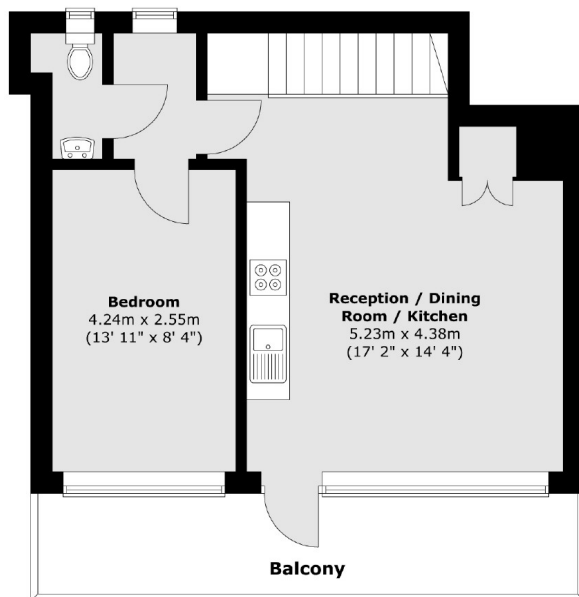 Bedroom
4.24m x 2.55m
(13' 11" x 8' 4")
Reception / Dining
Room / Kitchen
5.23m x 4.38m
(17' 2" x 14' 4")
Balcony